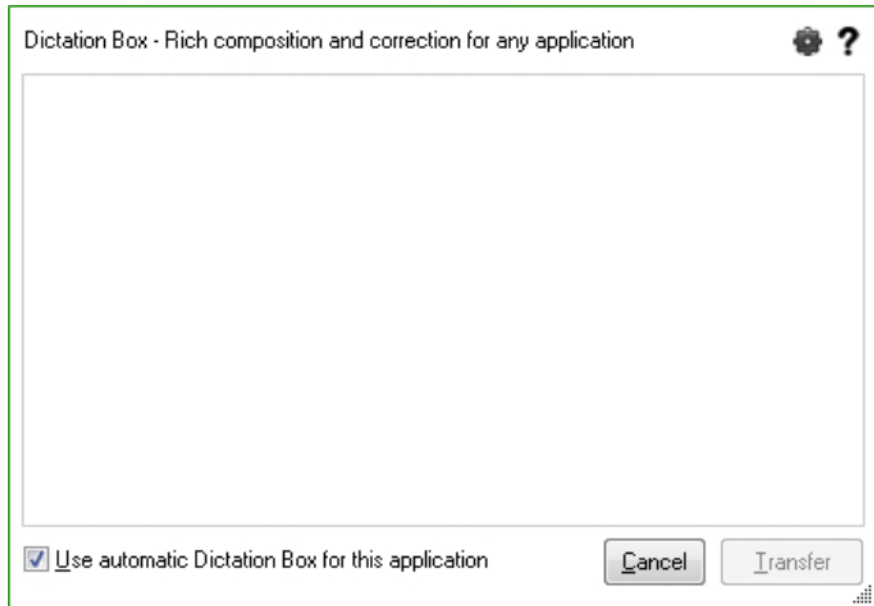 Dictation Box - Rich composition and correction for any application ?
Use automatic Dictation Box for this application Cancel Transfer